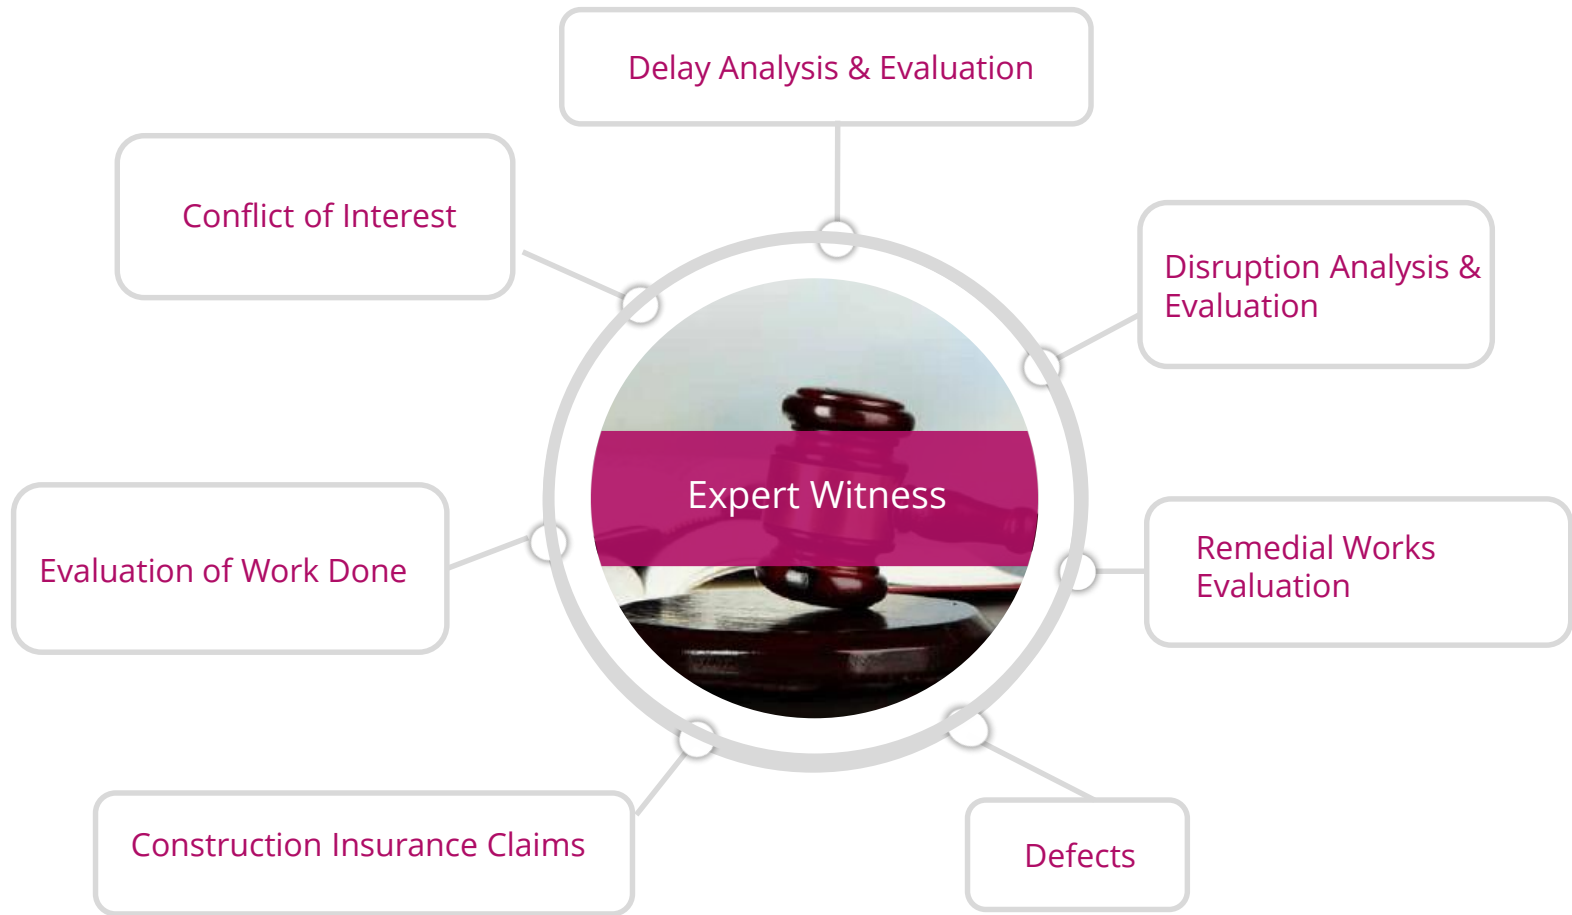 Delay Analysis & Evaluation
Conflict of Interest
Disruption Analysis &
Evaluation
Expert Witness
Remedial Works
Evaluation
Evaluation of Work Done
Construction Insurance Claims
Defects